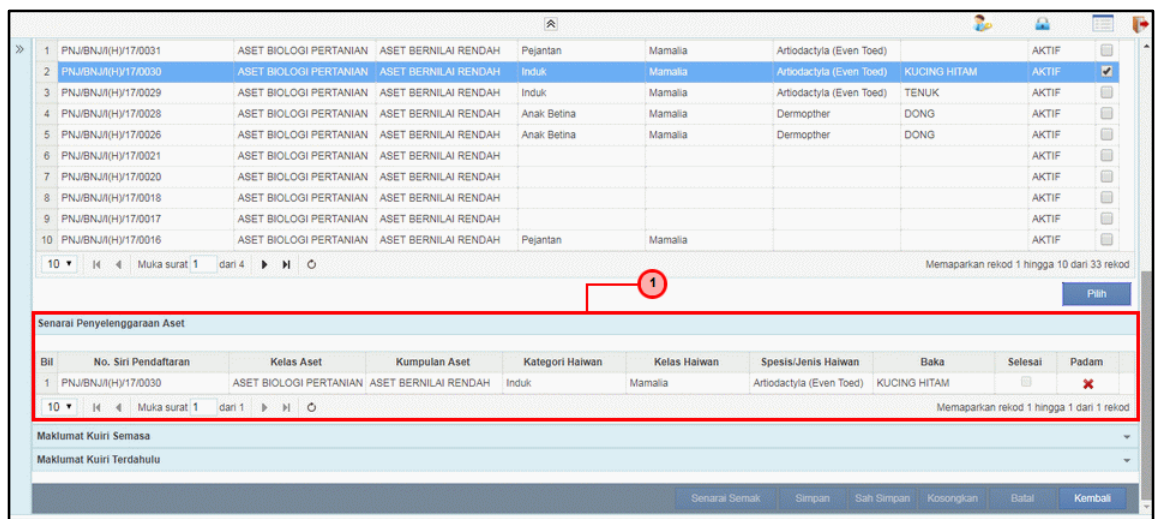 1 PNJ/BNJ/I(H)/17/0031 ASET BIOLOGI PERTANIAN ASET BERNILAI RENDAH Pejantan Mamalia Artiodactyla (Even Toed) AKTIF
2 PNJ/BNJ/I(H)/17/0030 ASET BIOLOGI PERTANIAN ASET BERNILAI RENDAH Induk Mamalia Artiodactyla (Even Toed) KUCING HITAM AKTIF
3 PNJ/BNJ/I(H)/17/0029 ASET BIOLOGI PERTANIAN ASET BERNILAI RENDAH Induk Mamalia Artiodactyla (Even Toed) TENUK AKTIF
4 PNJ/BNJ/I(H)/17/0028 ASET BIOLOGI PERTANIAN ASET BERNILAI RENDAH Anak Betina Mamalia Dermopther DONG AKTIF
5 PNJ/BNJ/I(H)/17/0026 ASET BIOLOGI PERTANIAN ASET BERNILAI RENDAH Anak Betina Mamalia Dermopther DONG AKTIF
6 PNJ/BNJ/I(H)/17/0021 ASET BIOLOGI PERTANIAN ASET BERNILAI RENDAH AKTIF
7 PNJ/BNJ/I(H)/17/0020 ASET BIOLOGI PERTANIAN ASET BERNILAI RENDAH AKTIF
8 PNJ/BNJ/I(H)/17/0018 ASET BIOLOGI PERTANIAN ASET BERNILAI RENDAH AKTIF
9 PNJ/BNJ/I(H)/17/0017 ASET BIOLOGI PERTANIAN ASET BERNILAI RENDAH AKTIF
10 PNJ/BNJ/I(H)/17/0016 ASET BIOLOGI PERTANIAN ASET BERNILAI RENDAH Pejantan Mamalia AKTIF
10 Muka surat 1 dari 4 Memaparkan rekod 1 hingga 10 dari 33 rekod
1
Pilih
Senarai Penyelenggaraan Aset
Bil No. Siri Pendaftaran Kelas Aset Kumpulan Aset Kategori Haiwan Kelas Haiwan Spesis/Jenis Haiwan Baka Selesai Padam
1 PNJ/BNJ/I(H)/17/0030 ASET BIOLOGI PERTANIAN ASET BERNILAI RENDAH Induk Mamalia Artiodactyla (Even Toed) KUCING HITAM
10 Muka surat 1 dari 1 Memaparkan rekod 1 hingga 1 dari 1 rekod
Maklumat Kuiri Semasa
Maklumat Kuiri Terdahulu
Senarai Semak Simpan Sah Simpan Kosongkan Batal Kembali